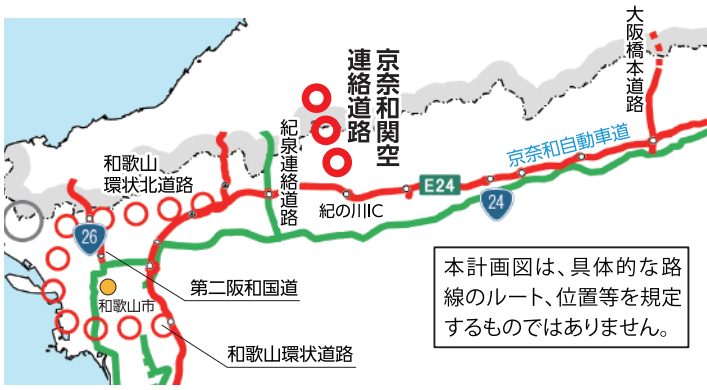 大阪橋本道路
京奈和関空
連絡道路
紀泉連絡道路
京奈和自動車道
和歌山
環状北道路
E24
紀の川IC
24
26
第二阪和国道
和歌山市
和歌山環状道路
本計画図は、具体的な路
線のルート、位置等を規定
するものではありません。